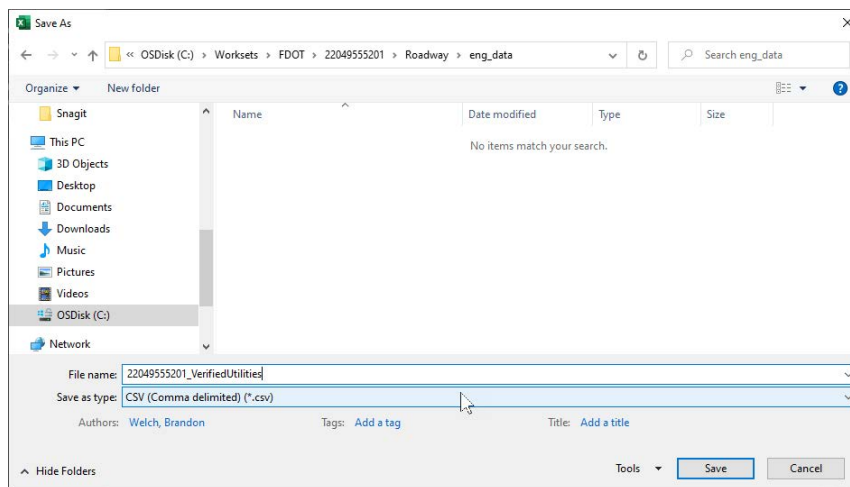 Save As
« OSDisk (C:) › Worksets › FDOT › 22049555201 › Roadway › eng_data
Search eng_data
Organize
New folder
?
Snagit
This PC
3D Objects
Desktop
Documents
Downloads
Music
Pictures
Videos
OSDisk (C:)
Network
Name Date modified Type Size
No items match your search.
File name: 22049555201_VerifiedUtilities
Save as type: CSV (Comma delimited) (*.csv)
Authors: Welch, Brandon Tags: Add a tag Title: Add a title
Hide Folders
Tools Save Cancel